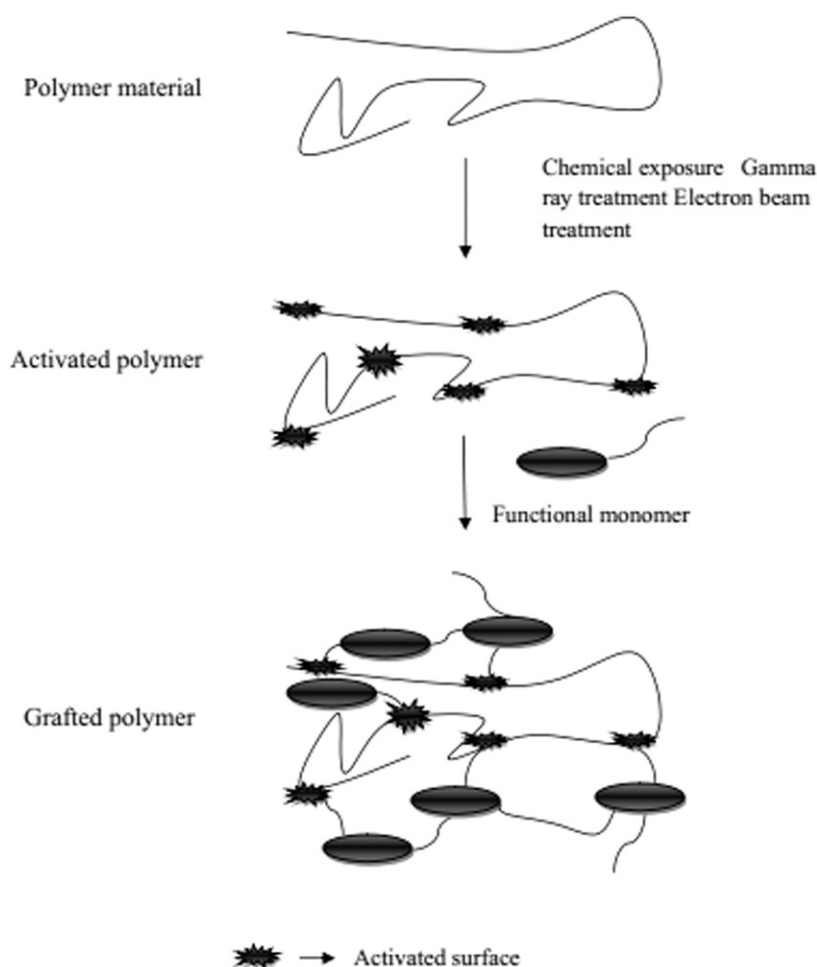 Polymer material
Chemical exposure Gamma
ray treatment Electron beam
treatment
Activated polymer
Functional monomer
Grafted polymer
Activated surface